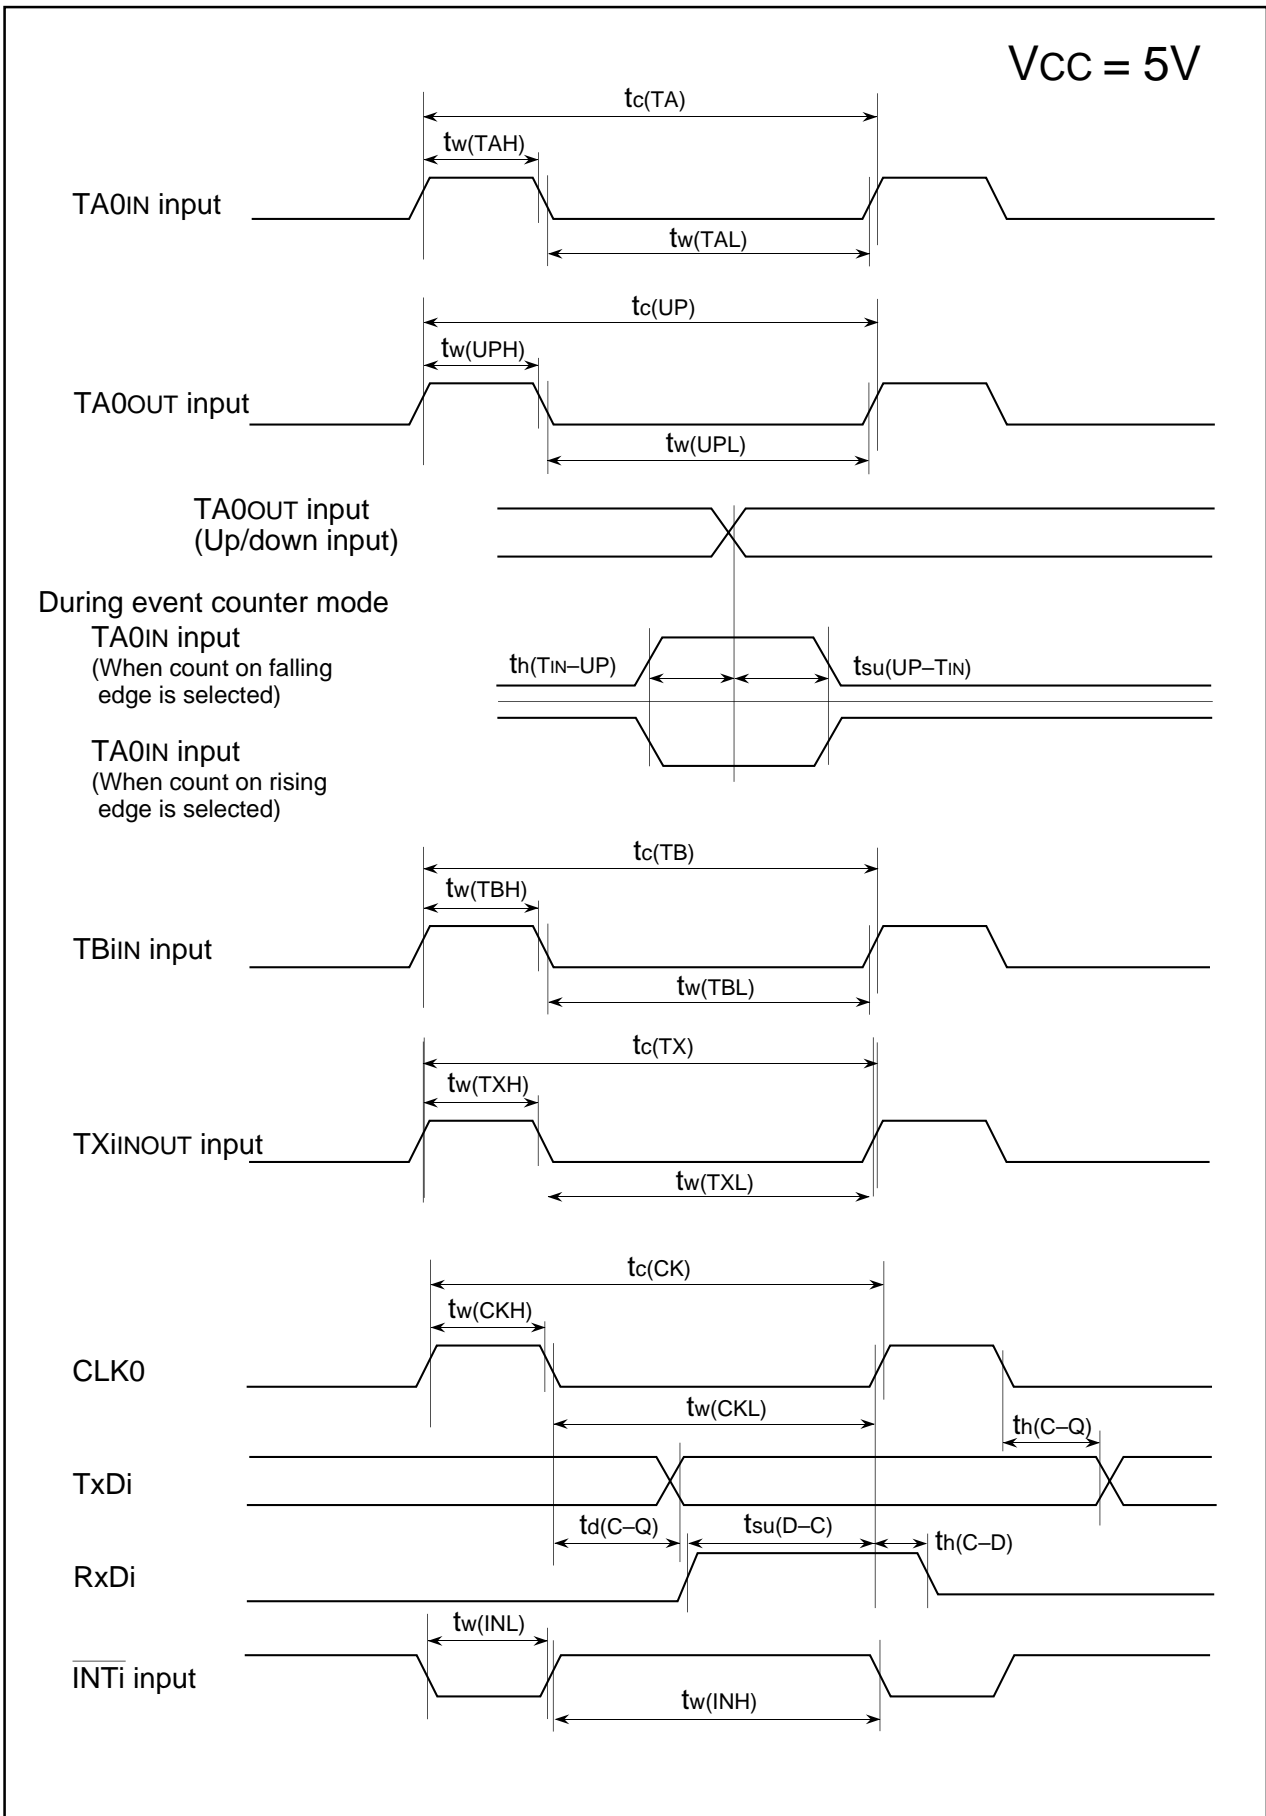 VCC = 5V
tc(TA)
tw(TAH)
TA0IN input
tw(TAL)
tc(UP)
tw(UPH)
TA0OUT input
tw(UPL)
TA0OUT input
(Up/down input)
During event counter mode
TA0IN input
(When count on falling
edge is selected)
th(TIN–UP)
tsu(UP–TIN)
TA0IN input
(When count on rising
edge is selected)
tc(TB)
tw(TBH)
TBiIN input
tw(TBL)
tc(TX)
tw(TXH)
TXiINOUT input
tw(TXL)
tc(CK)
tw(CKH)
CLK0
tw(CKL)
th(C–Q)
TxDi
td(C–Q)
tsu(D–C)
th(C–D)
RxDi
tw(INL)
INTi input
tw(INH)